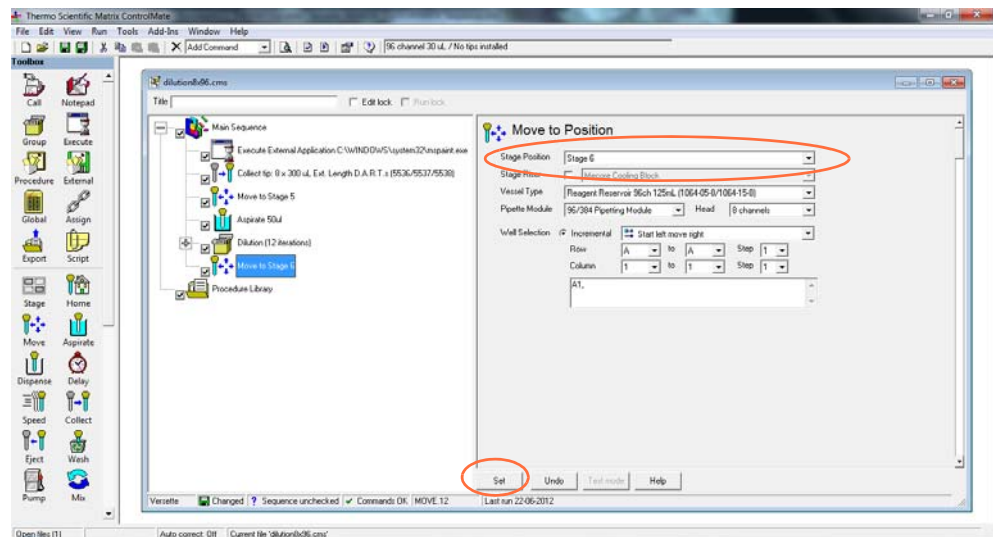 Thermo Scientific Matrix ControlMate
File Edit View Run Tools Add-Ins Window Help
Add Command
96 channel 30 uL / No tips installed
Toolbox
Call Notepad
Group Execute
Procedure External
Global Assign
Export Script
Stage Home
Move Aspirate
Dispense Delay
Speed Collect
Eject Wash
Pump Mix
dilution8x96.cms
Title
Edit lock Run lock
Main Sequence
Execute External Application C:\WINDOWS\system32\mspaint.exe
Collect tip: 8 x 300 uL Ext. Length D.A.R.T.s (5536/5537/5538)
Move to Stage 5
Aspirate 50ul
Dilution (12 iterations)
Move to Stage 6
Procedure Library
Move to Position
Stage Position Stage 6
Stage Riser Mecore Cooling Block
Vessel Type Reagent Reservoir 96ch 125mL (1064-05-8/1064-15-8)
Pipette Module 96/384 Pipetting Module Head 8 channels
Well Selection Incremental Start left move right
Row A to A Step 1
Column 1 to 1 Step 1
A1,
Set Undo Text mode Help
Versette Changed ? Sequence unchecked Commands OK MOVE.12 Last run 22-06-2012
Open files [1] Auto correct: Off Current file 'dilution8x96.cms'